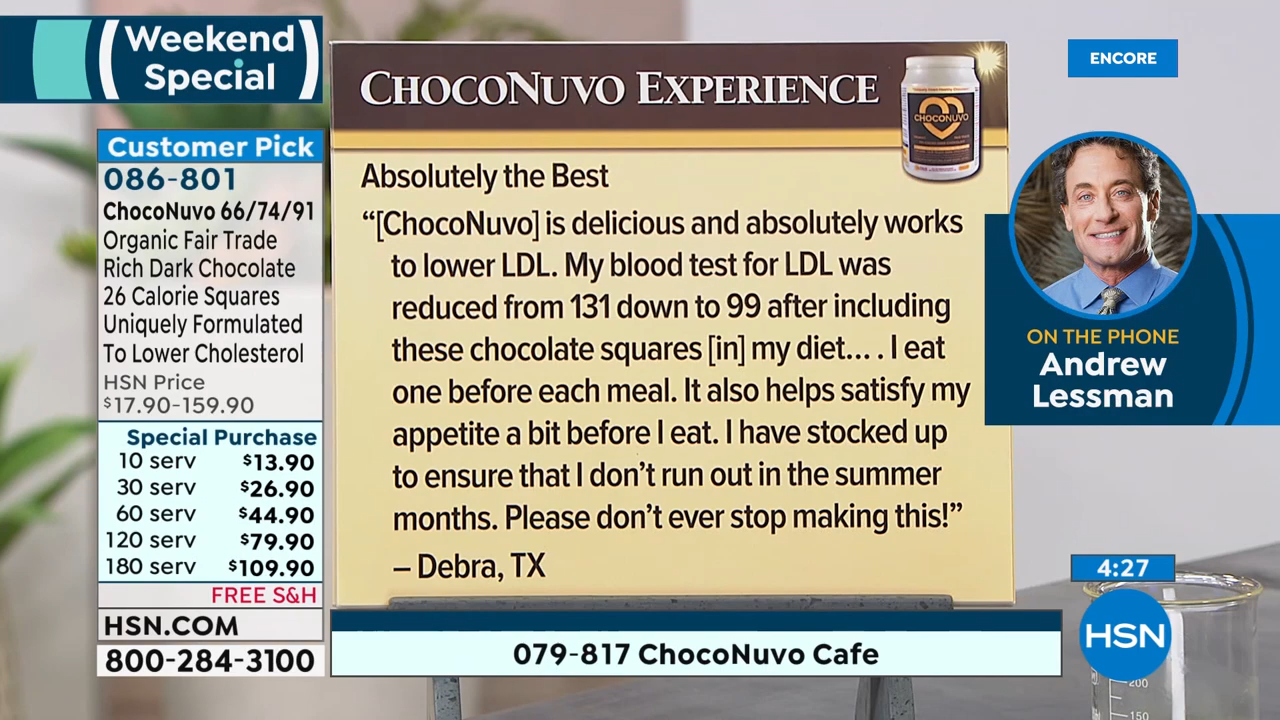 (Weekend
Special)
ENCORE
CHOCONUVO EXPERIENCE
CHOCONUVO
Absolutely the Best
“[ChocoNuvo] is delicious and absolutely works
to lower LDL. My blood test for LDL was
reduced from 131 down to 99 after including
these chocolate squares [in] my diet... . I eat
one before each meal. It also helps satisfy my
appetite a bit before I eat. I have stocked up
to ensure that I don’t run out in the summer
months. Please don’t ever stop making this!”
– Debra, TX
Customer Pick
086-801
ChocoNuvo 66/74/91
Organic Fair Trade
Rich Dark Chocolate
26 Calorie Squares
Uniquely Formulated
To Lower Cholesterol
HSN Price
$17.90-159.90
Special Purchase
10 serv $13.90
30 serv $26.90
60 serv $44.90
120 serv $79.90
180 serv $109.90
FREE S&H
HSN.COM
800-284-3100
ON THE PHONE
Andrew
Lessman
4:27
HSN
079-817 ChocoNuvo Cafe
200
150